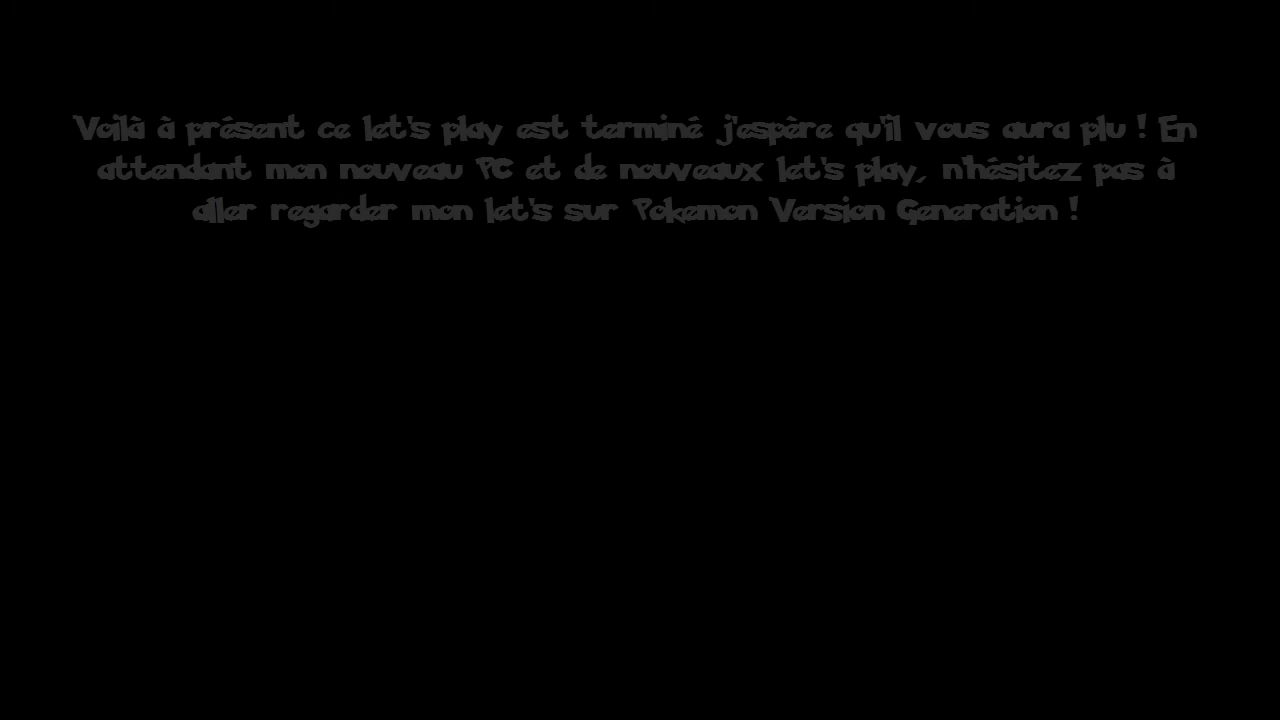 Voilà à présent ce let's play est terminé j'espère qu'il vous aura plu ! En
attendant mon nouveau PC et de nouveaux let's play, n'hésitez pas à
aller regarder mon let's sur Pokemon Version Generation !